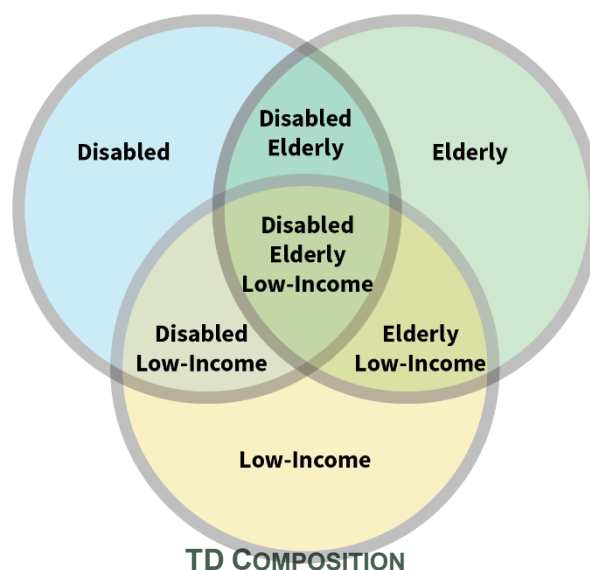 Disabled
Disabled
Elderly
Elderly
Disabled
Elderly
Low-Income
Disabled
Low-Income
Elderly
Low-Income
Low-Income
TD COMPOSITION